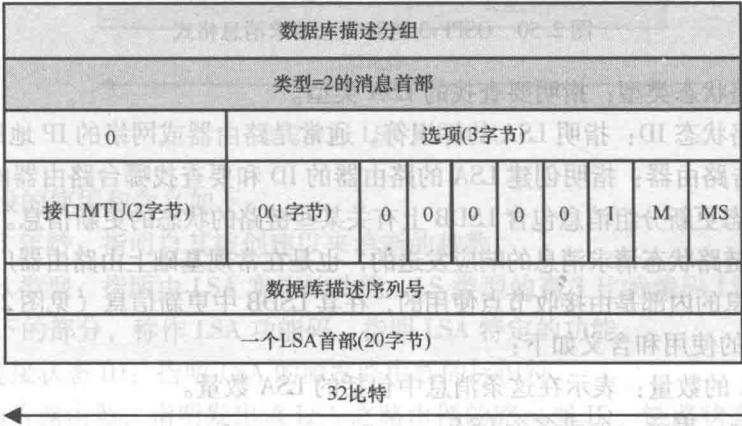 数据库描述分组
类型=2的消息首部
0 选项(3字节)
接口MTU(2字节) 0(1字节) 0 0 0 0 0 I M MS
数据库描述序列号
一个LSA首部(20字节)
32比特